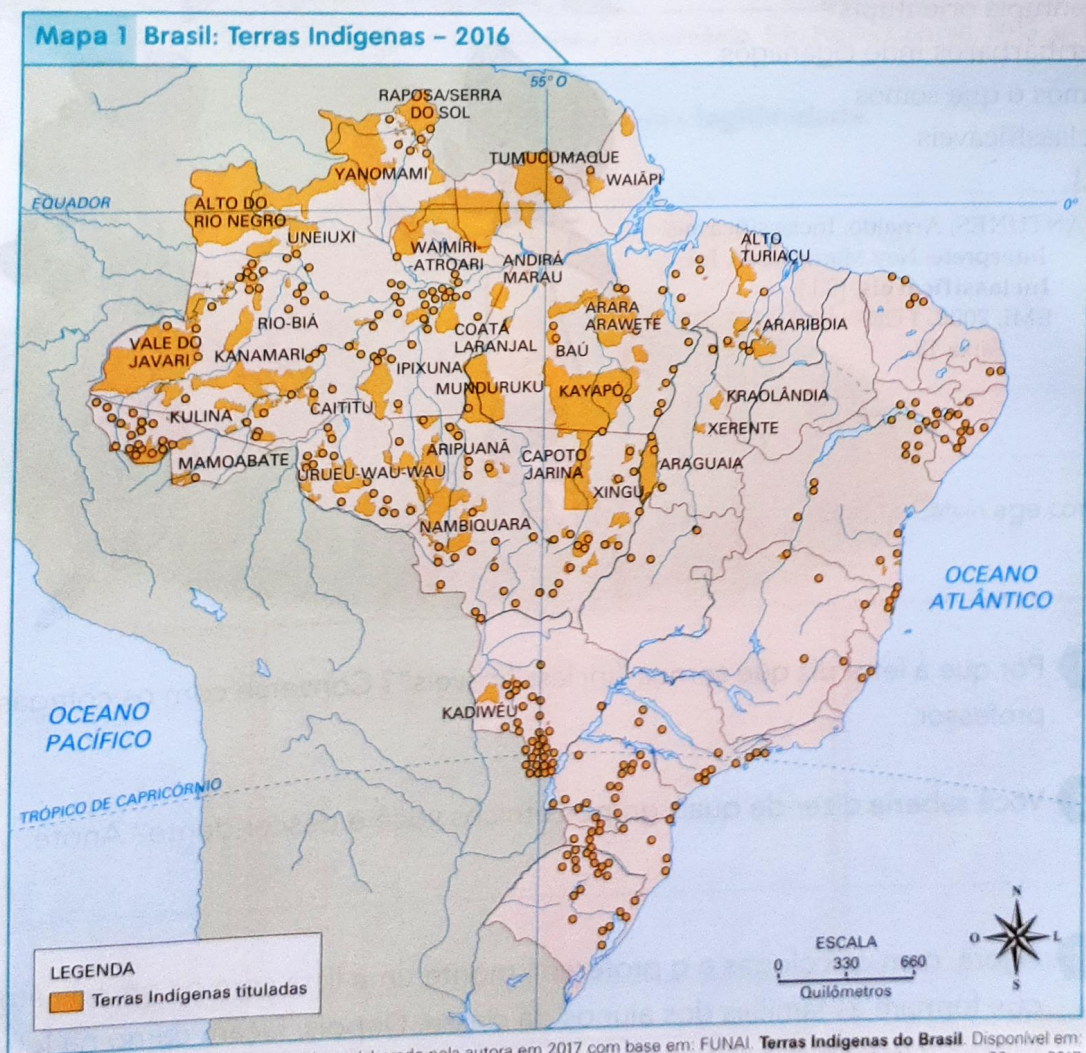 Mapa 1 Brasil: Terras Indígenas – 2016
55° O
RAPOSA/SERRA
DO SOL
TUMUCUMAQUE
YANOMAMI
WAIÃPI
EQUADOR
0°
ALTO DO
RIO NEGRO
UNEIUXI
WAIMIRI-
-ATROARI
ANDIRÁ
MARAU
ALTO
TURIAÇU
RIO-BIÁ
COATÁ
LARANJAL
ARARA
ARAWETÉ
ARARIBOIA
VALE DO
JAVARI
KANAMARI
IPIXUNA
BAÚ
MUNDURUKU
KAYAPÓ
KULINA
CAITITU
KRAOLÂNDIA
XERENTE
MAMOABATE
URUEU-WAU-WAU
ARIPUANÃ
CAPOTO
JARINA
ARAGUAIA
XINGU
NAMBIQUARA
OCEANO
ATLÂNTICO
KADIWÉU
OCEANO
PACÍFICO
TRÓPICO DE CAPRICÓRNIO
LEGENDA
Terras Indígenas tituladas
ESCALA
0 330 660
Quilômetros
N
O L
S
pela autora em 2017 com base em: FUNAI. Terras Indígenas do Brasil. Disponível em: